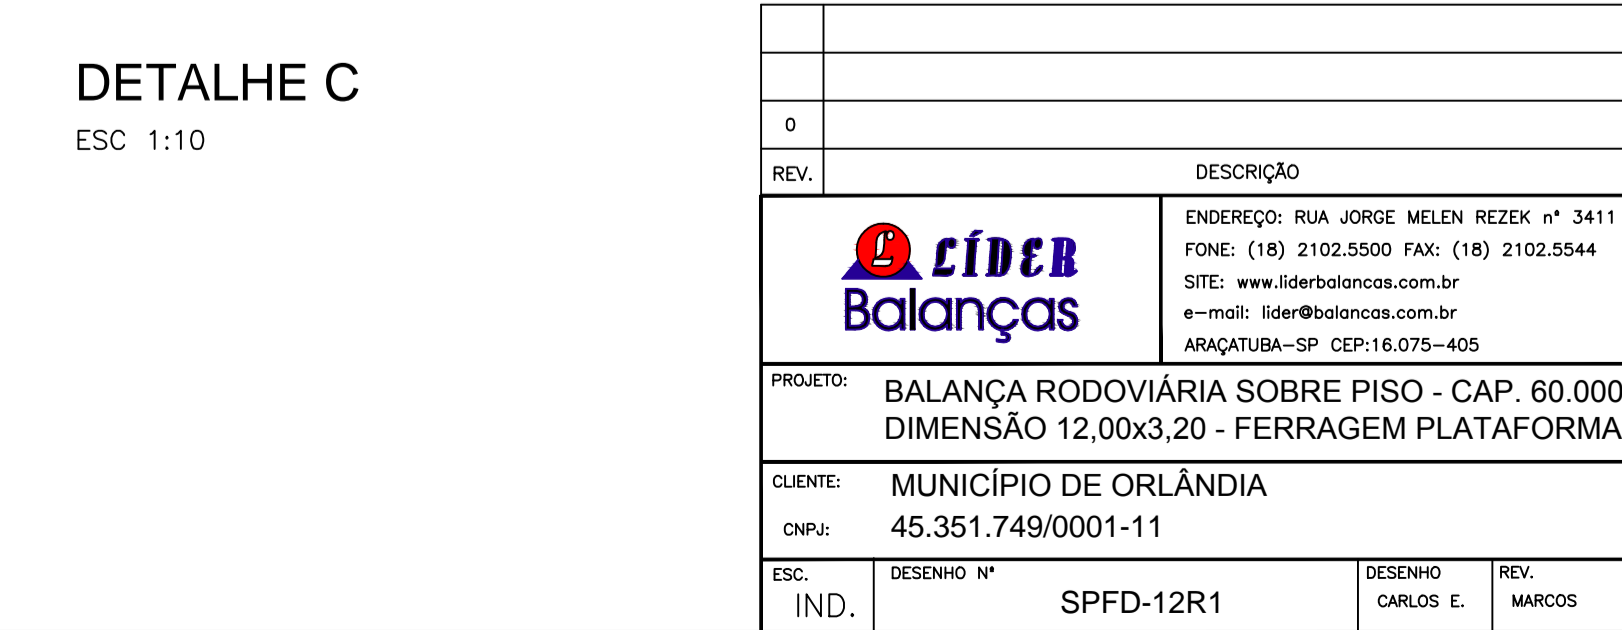 DETALHE C
ESC 1:10
0
REV. DESCRIÇÃO
L LÍDER
Balanças
ENDEREÇO: RUA JORGE MELEN REZEK nº 3411
FONE: (18) 2102.5500 FAX: (18) 2102.5544
SITE: www.liderbalancas.com.br
e-mail: lider@balancas.com.br
ARAÇATUBA-SP CEP:16.075-405
PROJETO: BALANÇA RODOVIÁRIA SOBRE PISO - CAP. 60.000
DIMENSÃO 12,00x3,20 - FERRAGEM PLATAFORMA
CLIENTE: MUNICÍPIO DE ORLÂNDIA
CNPJ: 45.351.749/0001-11
ESC. DESENHO Nº DESENHO REV.
IND. SPFD-12R1 CARLOS E. MARCOS